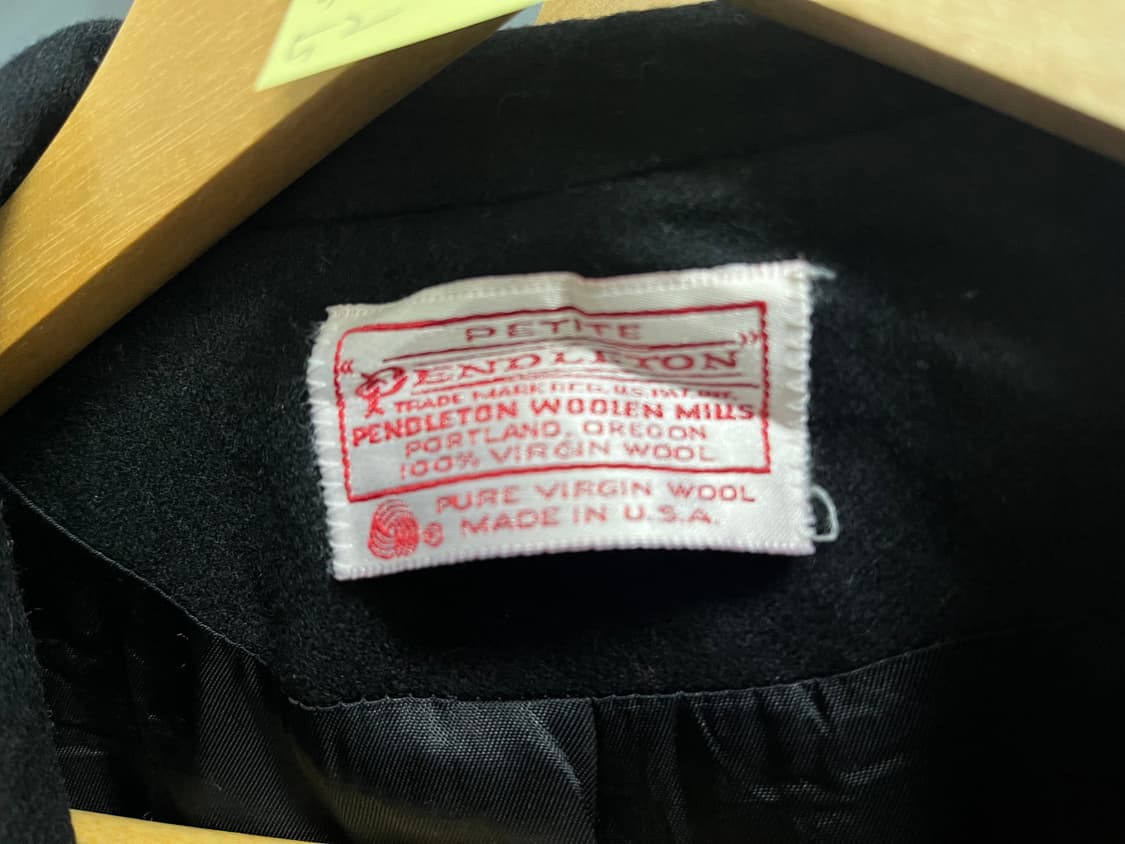 52
PETITE
PENDLETON
TRADE MARK REG. U.S. PAT. OFF.
PENDLETON WOOLEN MILLS
PORTLAND, OREGON
100% VIRGIN WOOL
PURE VIRGIN WOOL
MADE IN U.S.A.